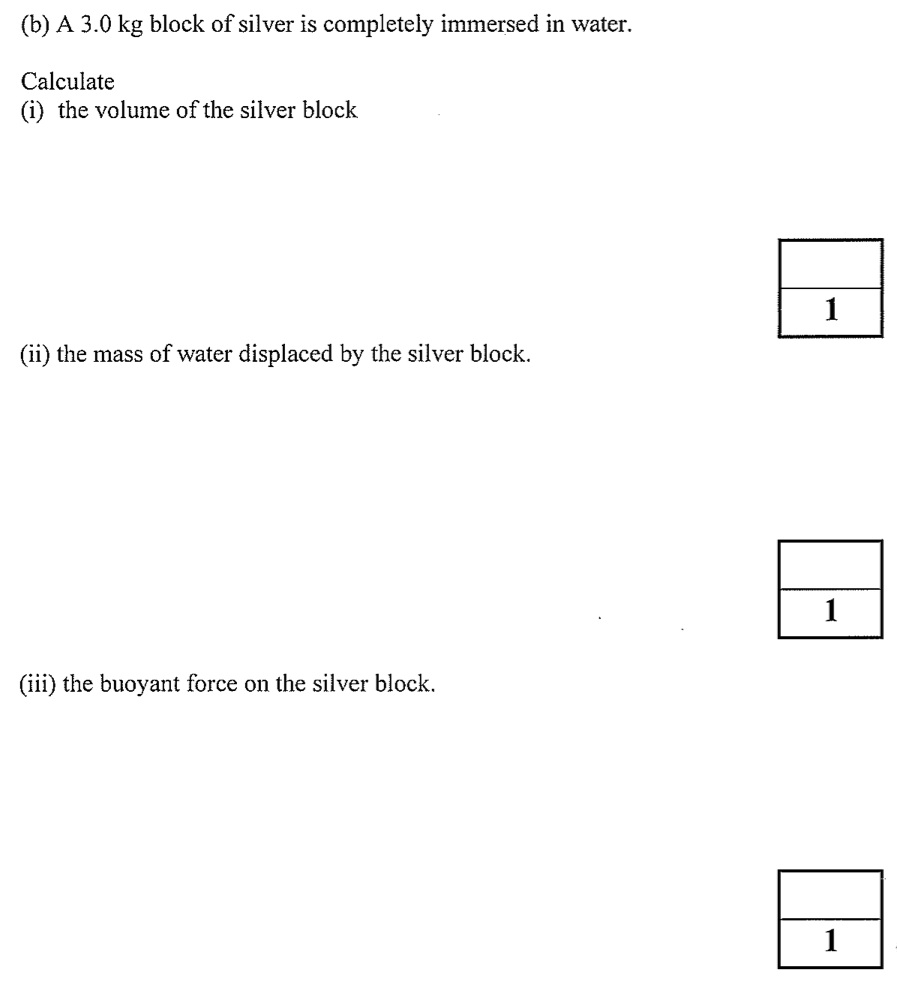 (b) A 3.0 kg block of silver is completely immersed in water.
Calculate
(i) the volume of the silver block
1
(ii) the mass of water displaced by the silver block.
1
(iii) the buoyant force on the silver block.
1